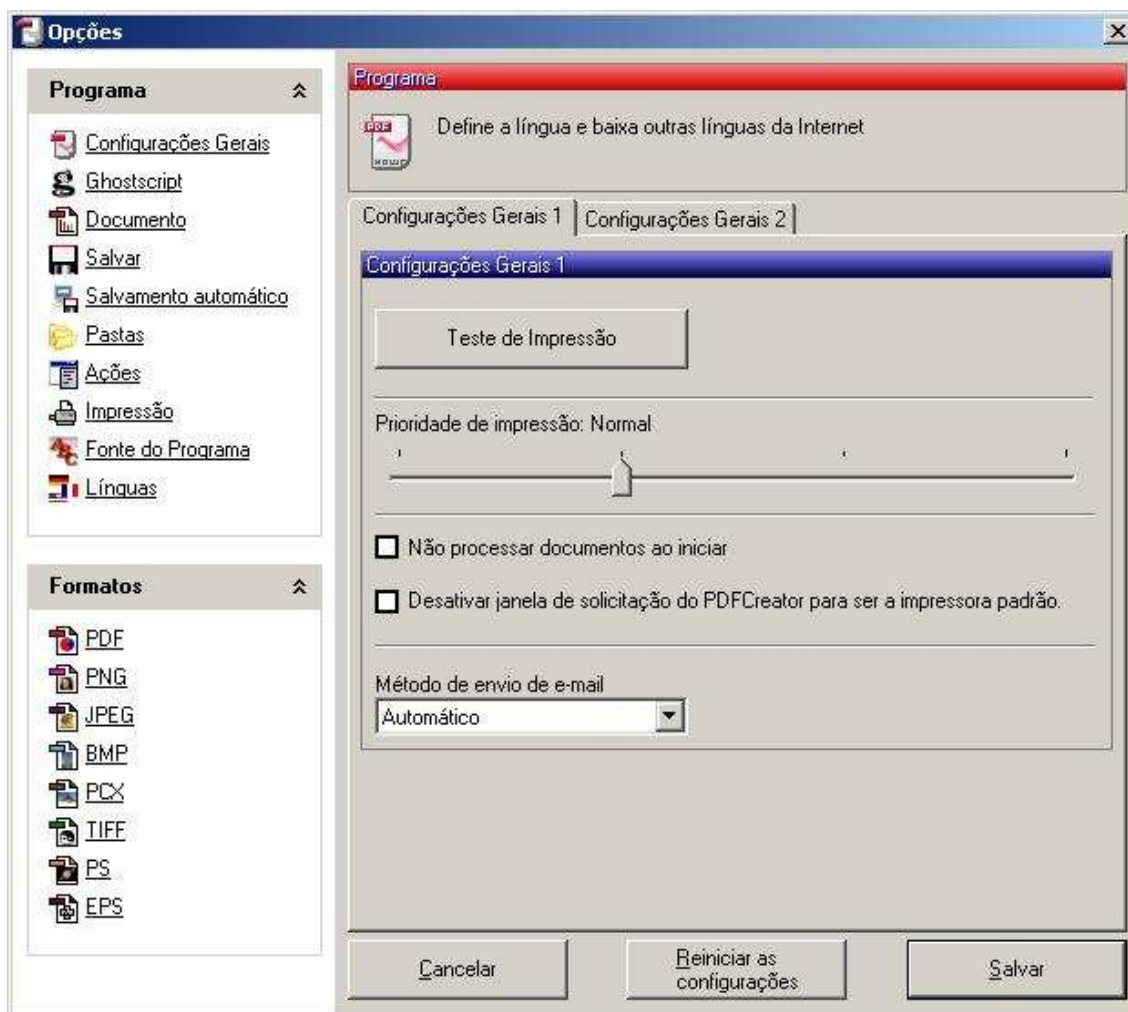 Opções
Programa
Configurações Gerais
Ghostscript
Documento
Salvar
Salvamento automático
Pastas
Ações
Impressão
Fonte do Programa
Línguas
Formatos
PDF
PNG
JPEG
BMP
PCX
TIFF
PS
EPS
Programa
PDF
Define a língua e baixa outras línguas da Internet
Configurações Gerais 1
Configurações Gerais 2
Configurações Gerais 1
Teste de Impressão
Prioridade de impressão: Normal
Não processar documentos ao iniciar
Desativar janela de solicitação do PDFCreator para ser a impressora padrão.
Método de envio de e-mail
Automático
Cancelar
Reiniciar as
configurações
Salvar